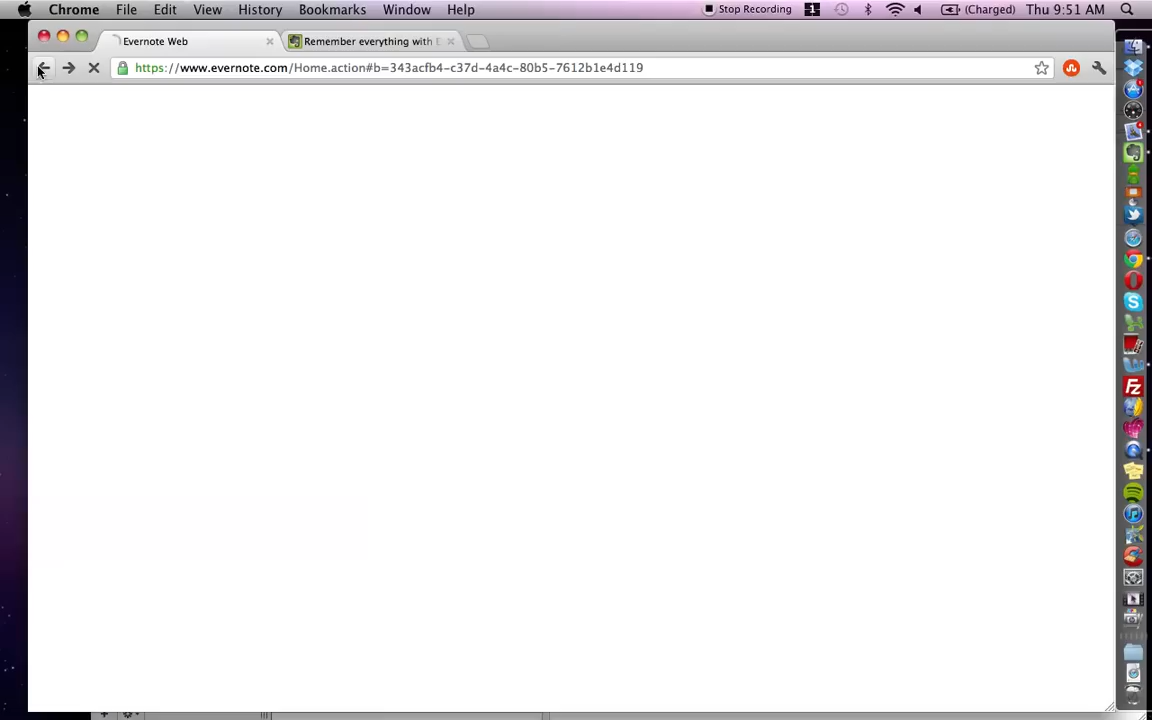 Chrome File Edit View History Bookmarks Window Help Stop Recording 1 (Charged) Thu 9:51 AM
Evernote Web Remember everything with E
https://www.evernote.com/Home.action#b=343acfb4-c37d-4a4c-80b5-7612b1e4d119